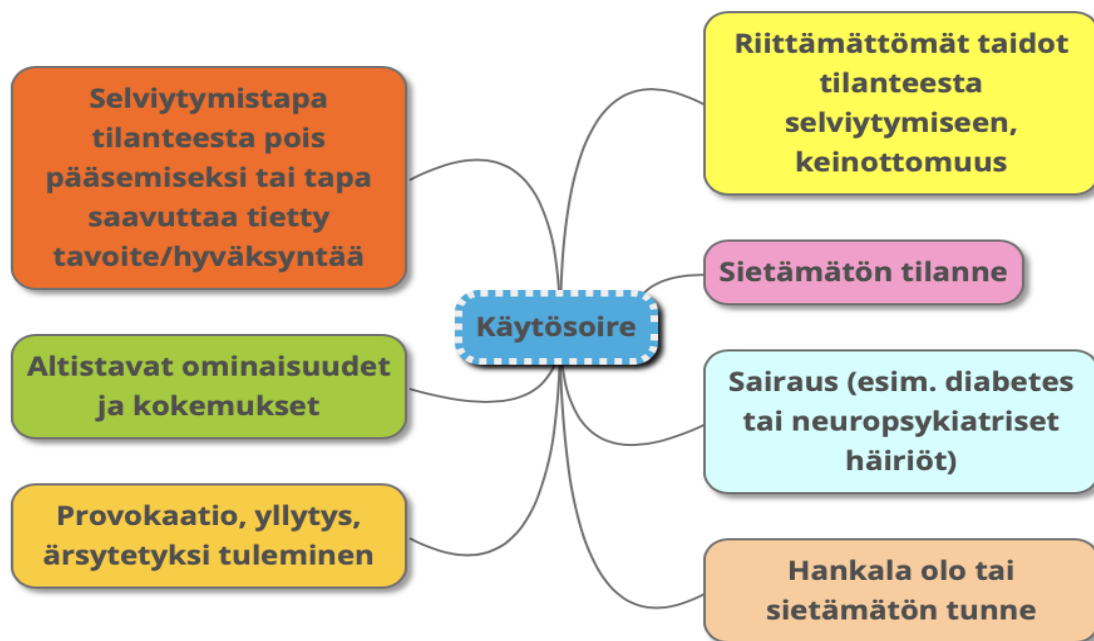 Selviytymistapa
tilanteesta pois
pääsemiseksi tai tapa
saavuttaa tietty
tavoite/hyväksyntää
Altistavat ominaisuudet
ja kokemukset
Provokaatio, yllytys,
ärsytetyksi tuleminen
Käytösoire
Riittämättömät taidot
tilanteesta
selviytymiseen,
keinottomuus
Sietämätön tilanne
Sairaus (esim. diabetes
tai neuropsykiatriset
häiriöt)
Hankala olo tai
sietämätön tunne